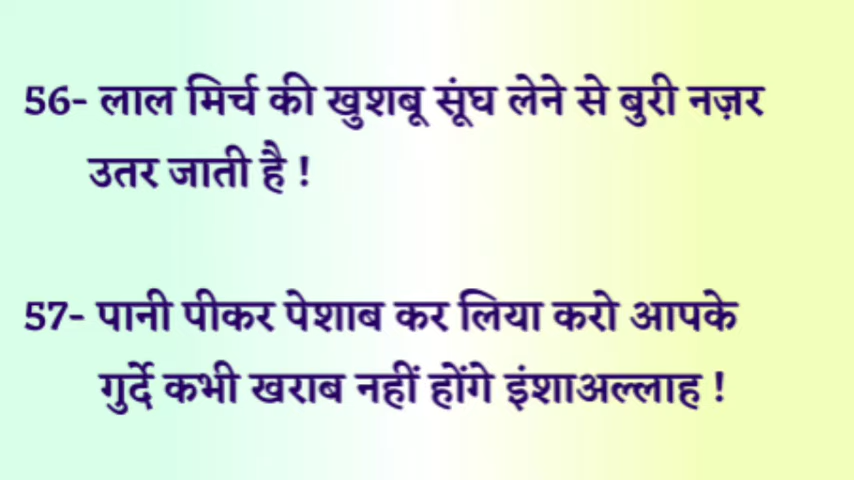 56- लाल मिर्च की खुशबू सूंघ लेने से बुरी नज़र
उतर जाती है !
57- पानी पीकर पेशाब कर लिया करो आपके
गुर्दे कभी खराब नहीं होंगे इंशाअल्लाह !